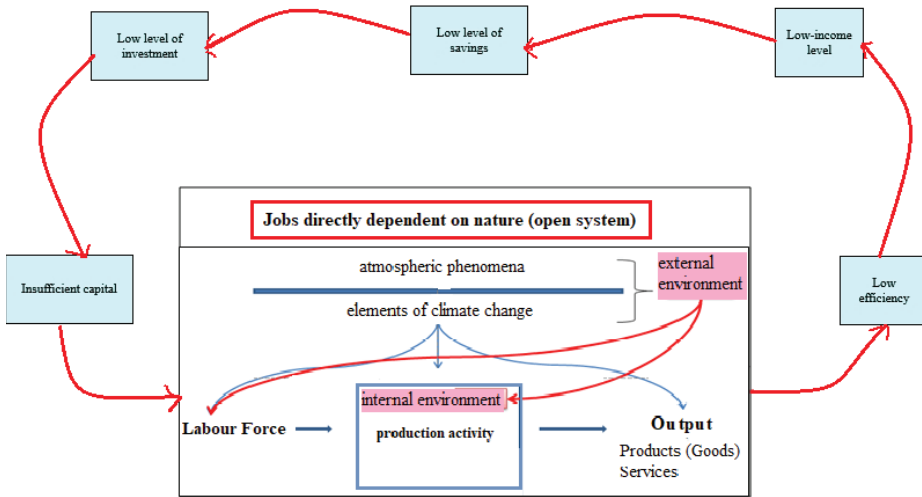 Low level of
investment
Low level of
savings
Low-income
level
Jobs directly dependent on nature (open system)
Insufficient capital
atmospheric phenomena
elements of climate change
external
environment
Low
efficiency
internal environment
production activity
Labour Force
Output
Products (Goods)
Services